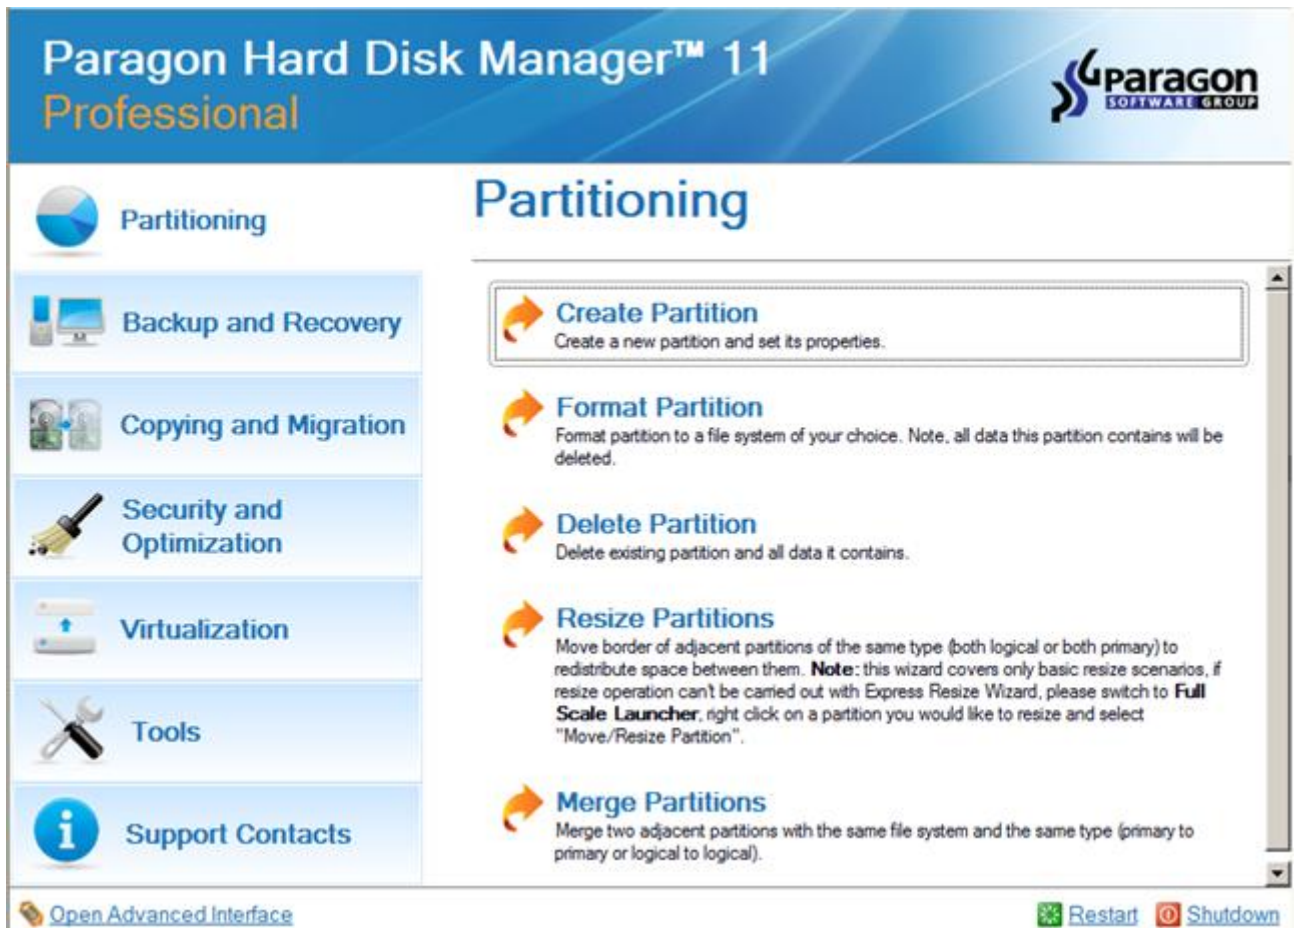 Paragon Hard Disk Manager™ 11
Professional
Paragon
SOFTWARE GROUP
Partitioning
Backup and Recovery
Copying and Migration
Security and
Optimization
Virtualization
Tools
Support Contacts
Partitioning
Create Partition
Create a new partition and set its properties.
Format Partition
Format partition to a file system of your choice. Note, all data this partition contains will be
deleted.
Delete Partition
Delete existing partition and all data it contains.
Resize Partitions
Move border of adjacent partitions of the same type (both logical or both primary) to
redistribute space between them. Note: this wizard covers only basic resize scenarios, if
resize operation can't be carried out with Express Resize Wizard, please switch to Full
Scale Launcher, right click on a partition you would like to resize and select
"Move/Resize Partition".
Merge Partitions
Merge two adjacent partitions with the same file system and the same type (primary to
primary or logical to logical).
Open Advanced Interface
Restart
Shutdown